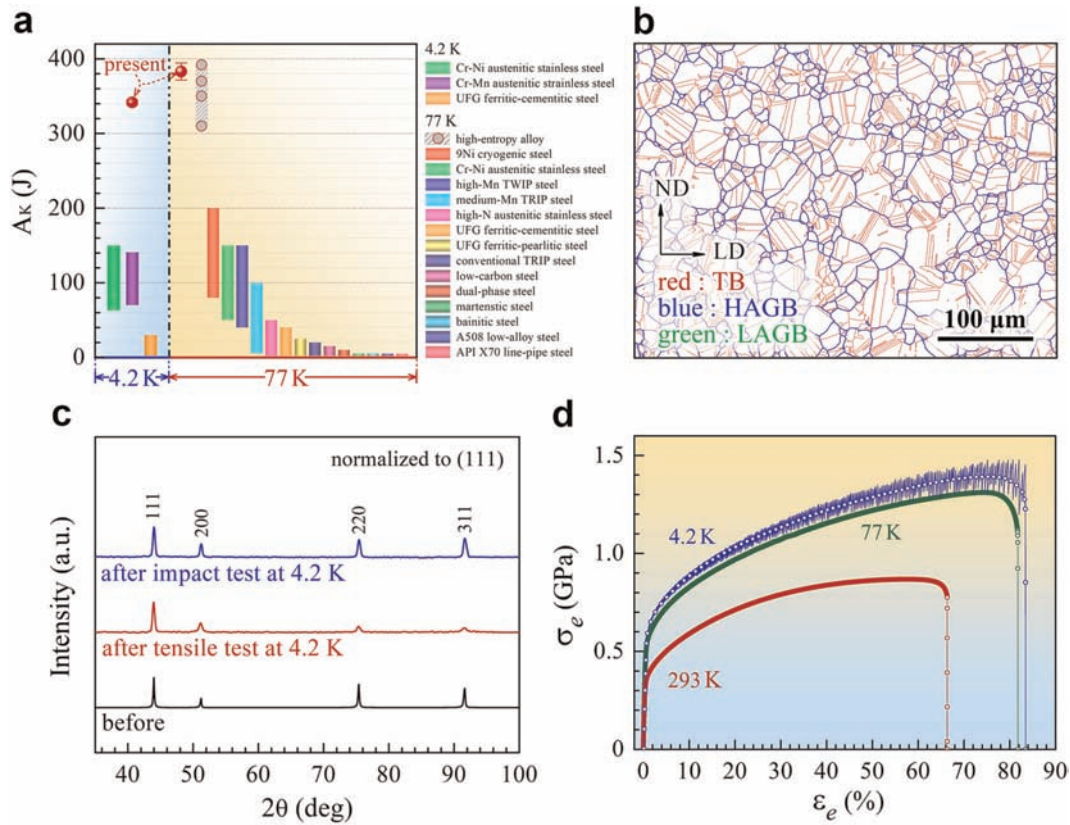 a
400
300
200
100
0
A_K (J)
present
4.2 K
77 K
4.2 K
Cr-Ni austenitic stainless steel
Cr-Mn austenitic strainless steel
UFG ferritic-cementitic steel
77 K
high-entropy alloy
9Ni cryogenic steel
Cr-Ni austenitic stainless steel
high-Mn TWIP steel
medium-Mn TRIP steel
high-N austenitic stainless steel
UFG ferritic-cementitic steel
UFG ferritic-pearlitic steel
conventional TRIP steel
low-carbon steel
dual-phase steel
martenstic steel
bainitic steel
A508 low-alloy steel
API X70 line-pipe steel
b
ND
LD
red : TB
blue : HAGB
green : LAGB
100 μm
c
normalized to (111)
111
200
220
311
after impact test at 4.2 K
after tensile test at 4.2 K
before
Intensity (a.u.)
40 50 60 70 80 90 100
2θ (deg)
d
1.5
1.0
0.5
0
σ_e (GPa)
4.2 K
77 K
293 K
0 10 20 30 40 50 60 70 80 90
ε_e (%)